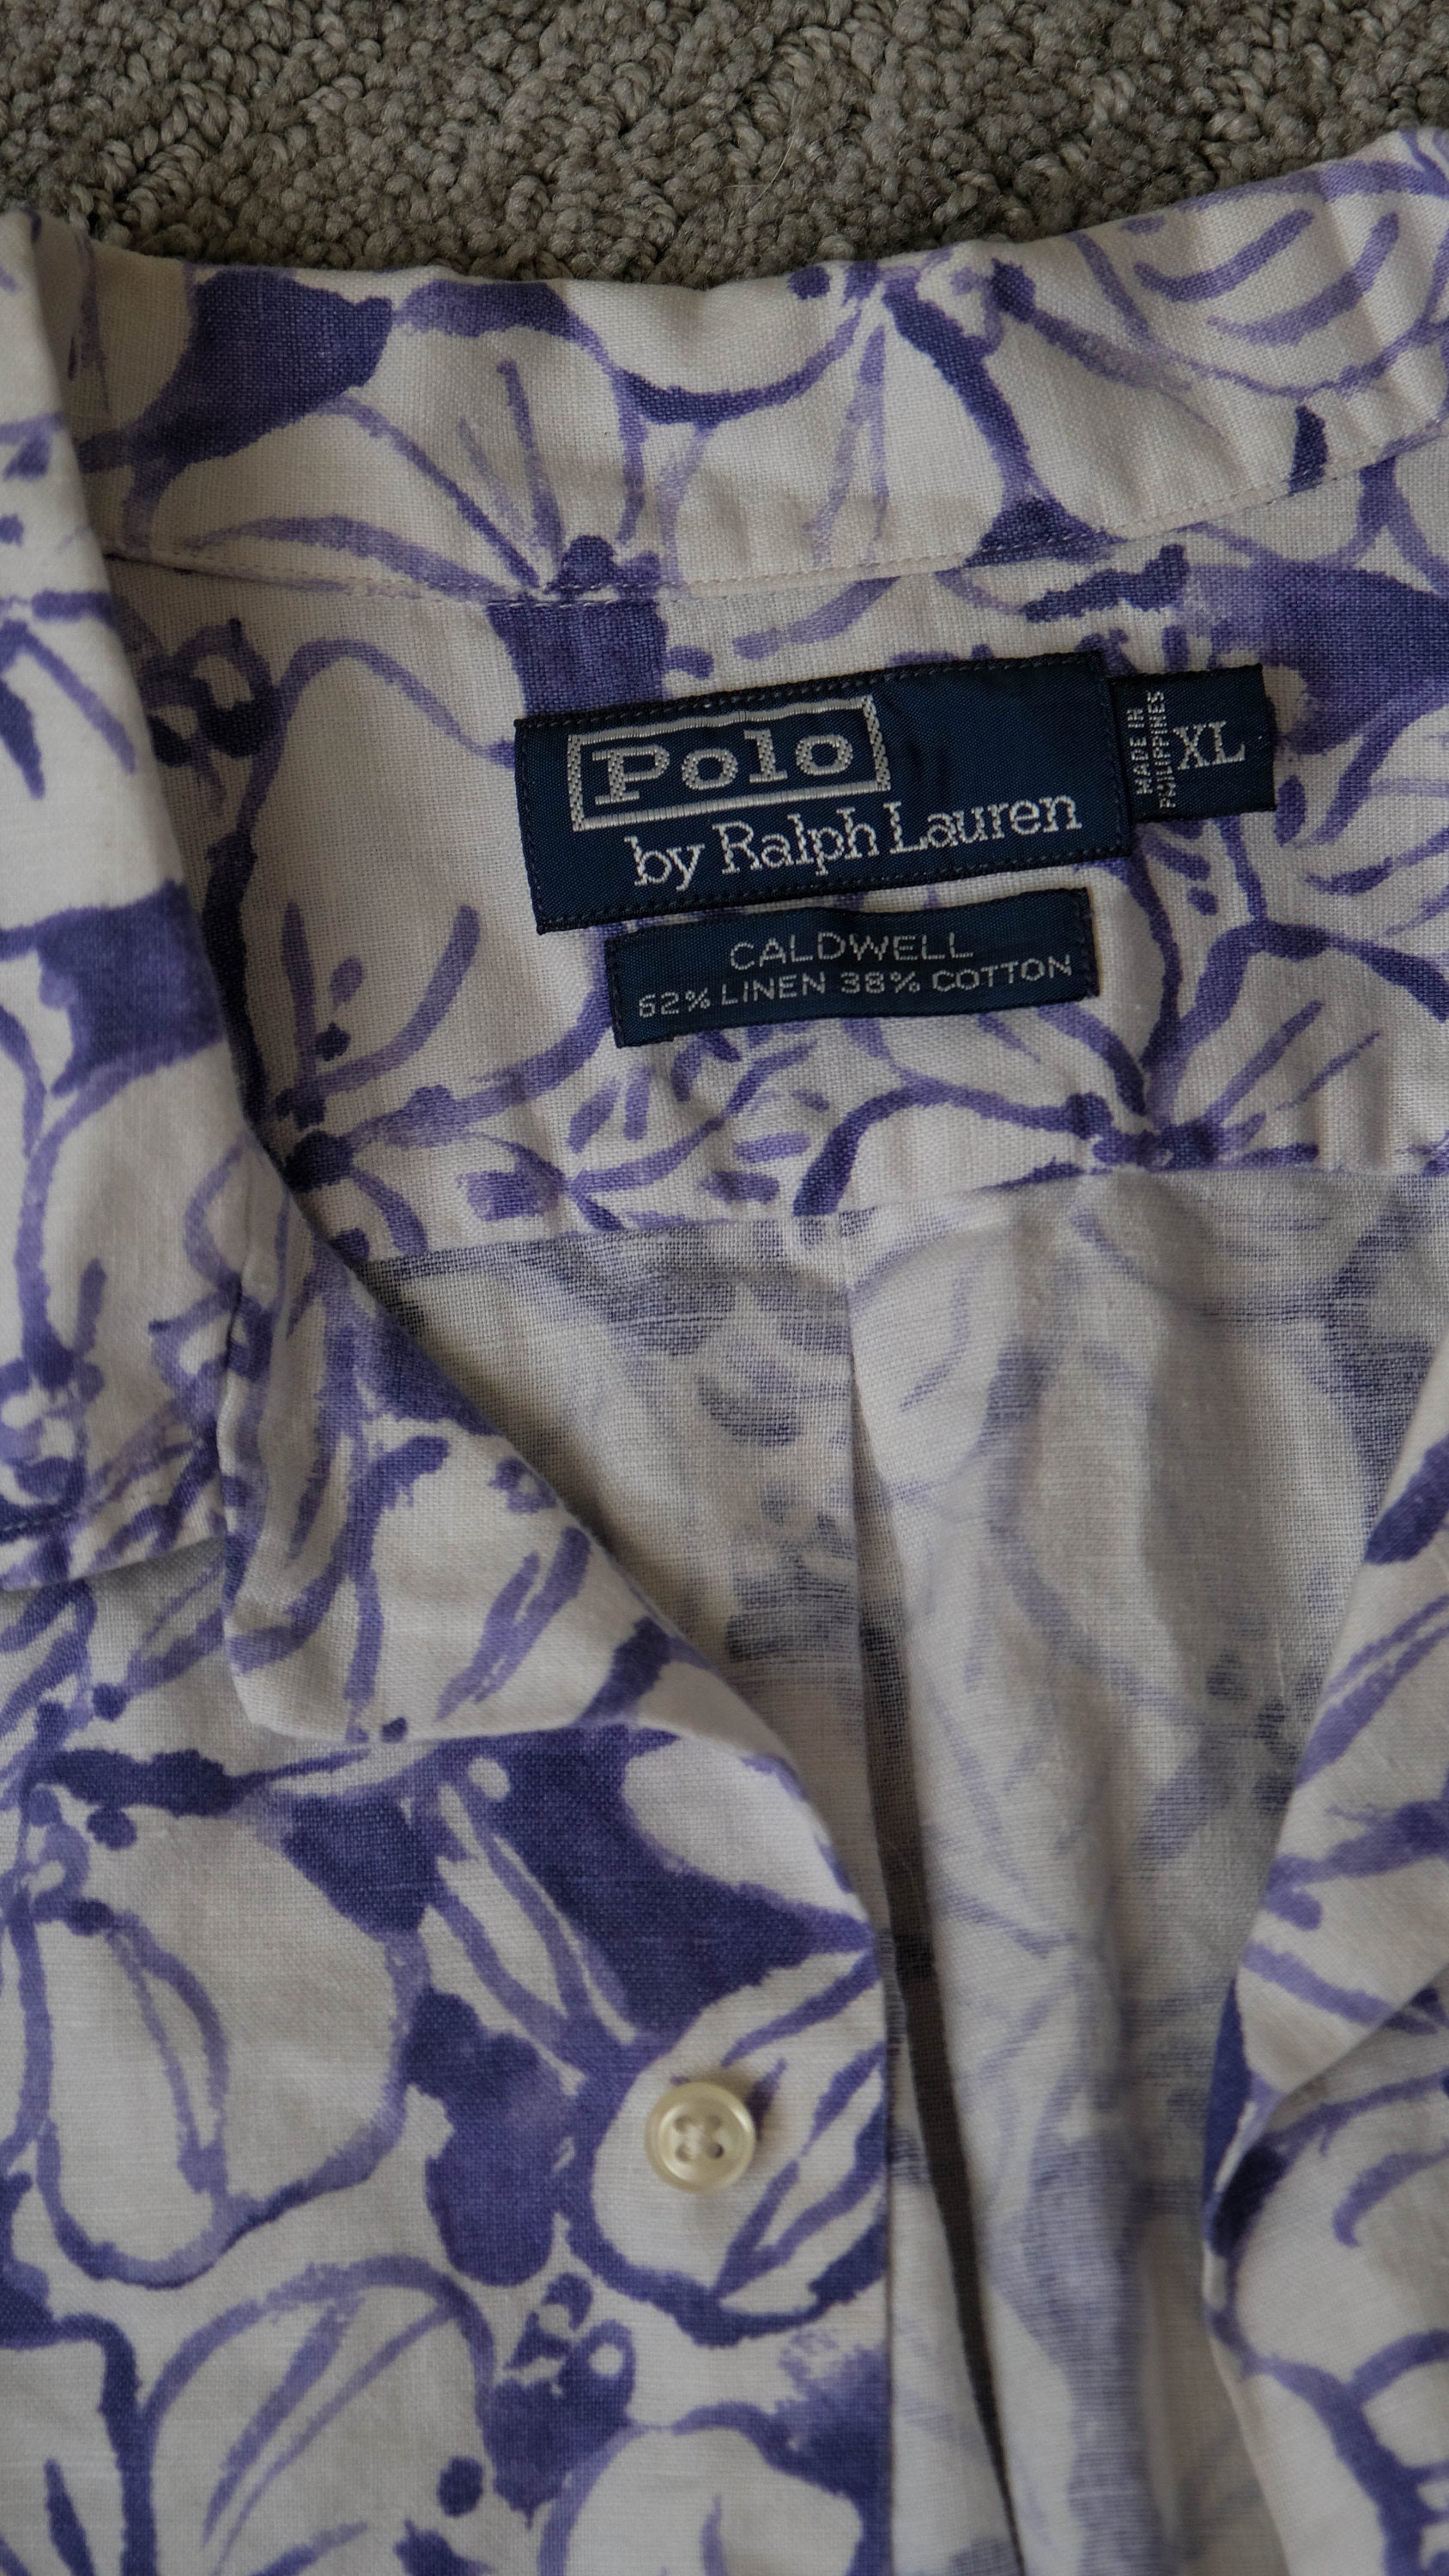 Polo
by Ralph Lauren
MADE IN
PHILIPPINES
XL
CALDWELL
62% LINEN 38% COTTON